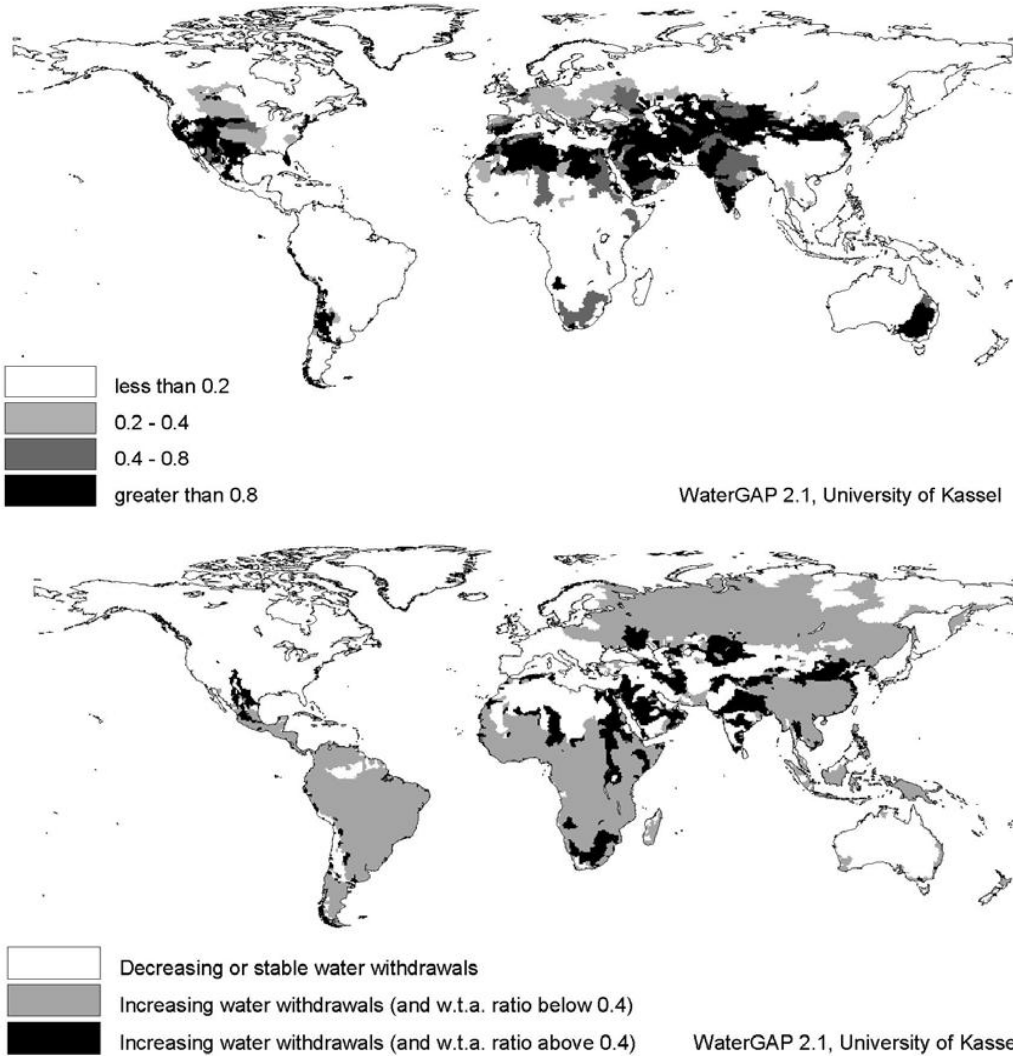 less than 0.2
0.2 - 0.4
0.4 - 0.8
greater than 0.8
WaterGAP 2.1, University of Kassel
Decreasing or stable water withdrawals
Increasing water withdrawals (and w.t.a. ratio below 0.4)
Increasing water withdrawals (and w.t.a. ratio above 0.4)
WaterGAP 2.1, University of Kasse